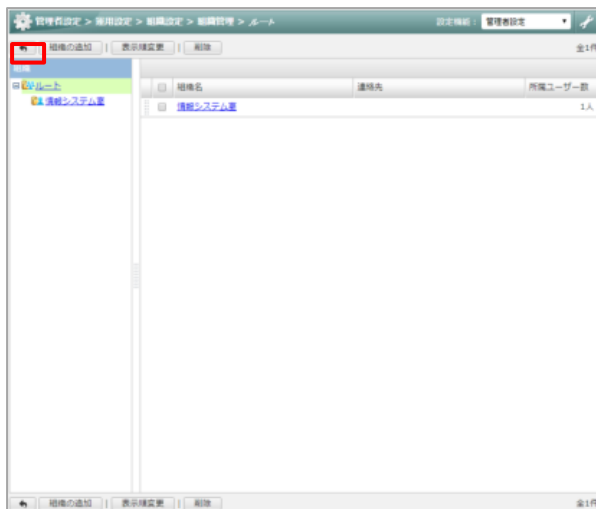 管理者設定 > 運用設定 > 組織設定 > 組織管理 > ルート
設定機能： 管理者設定
組織の追加 | 表示順変更 | 削除
全1件
組織
ルート
情報システム室
組織名 連絡先 所属ユーザー数
情報システム室 1人
組織の追加 | 表示順変更 | 削除
全1件